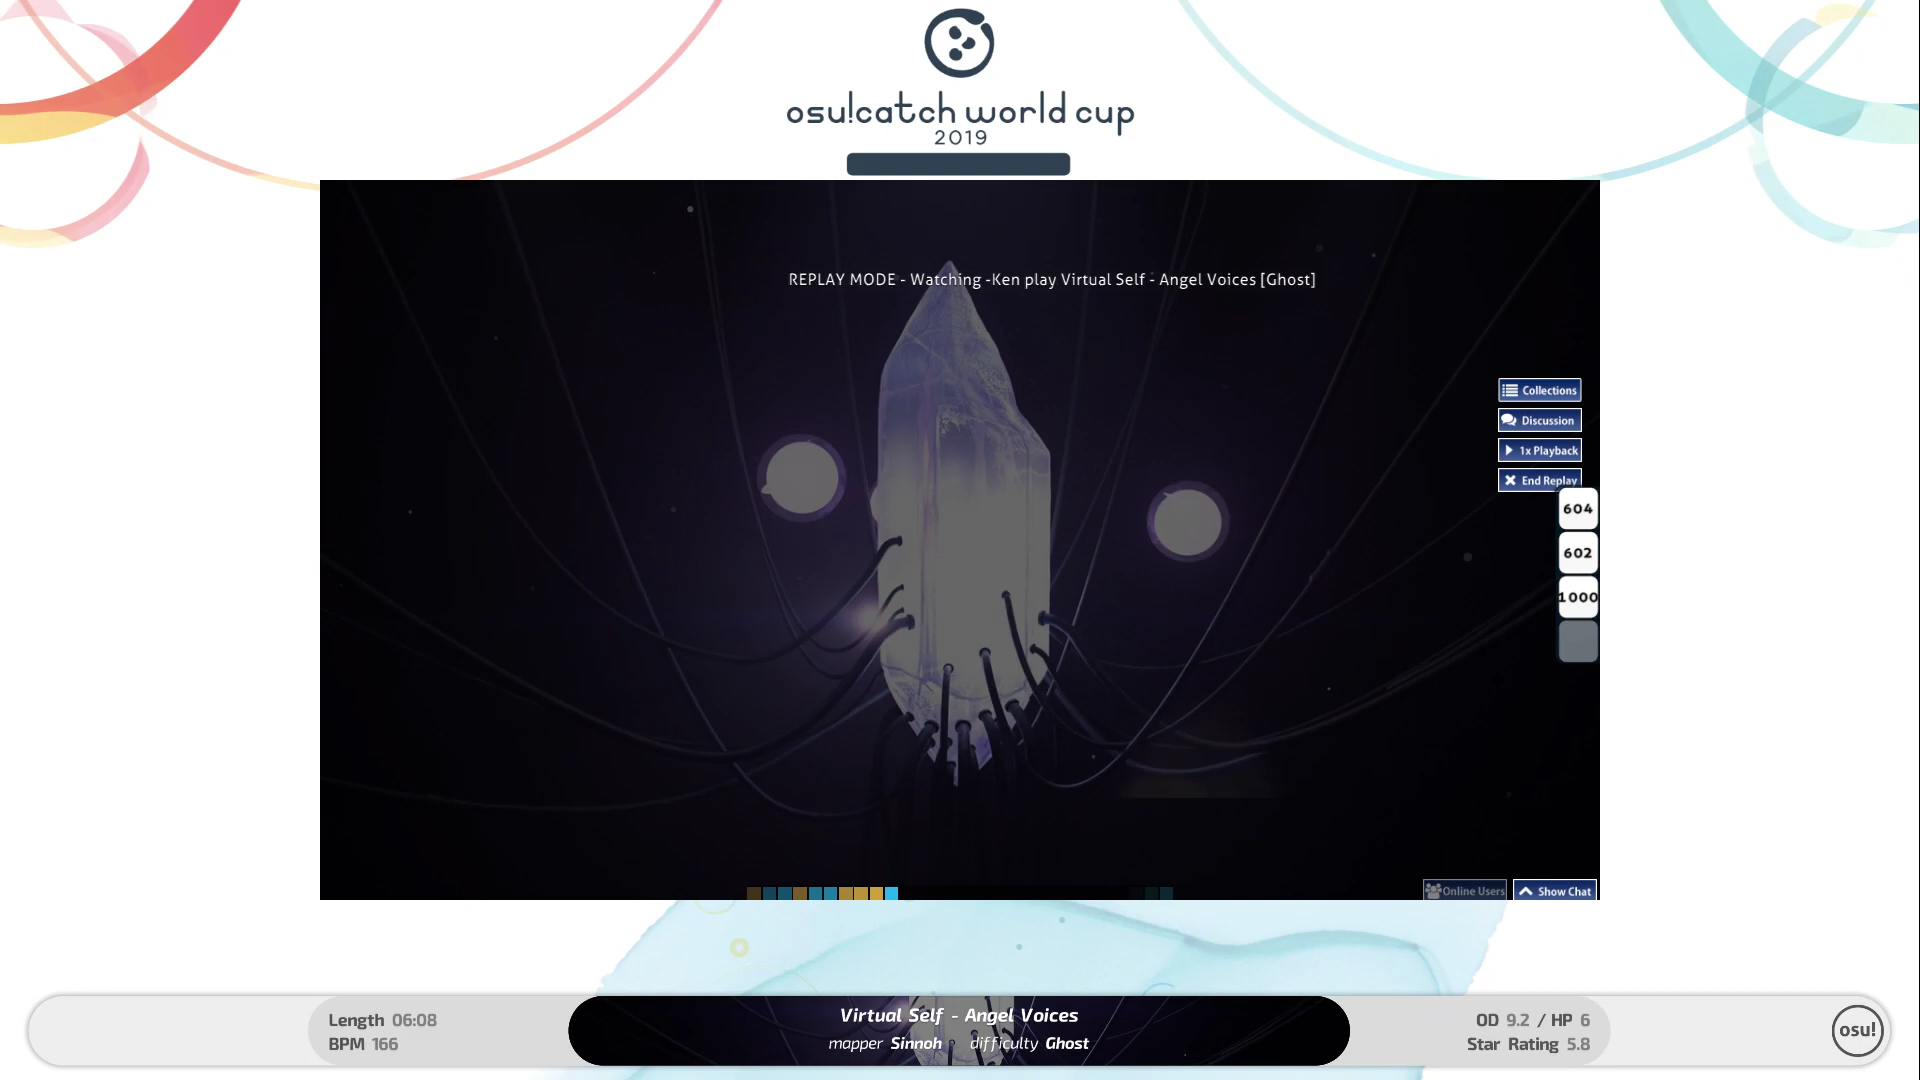 osu!catch world cup
2019
REPLAY MODE - Watching -Ken play Virtual Self - Angel Voices [Ghost]
Collections
Discussion
1x Playback
End Replay
604
602
1000
Online Users
Show Chat
Length 06:08
BPM 166
Virtual Self - Angel Voices
mapper Sinnoh difficulty Ghost
OD 9.2 / HP 6
Star Rating 5.8
osu!